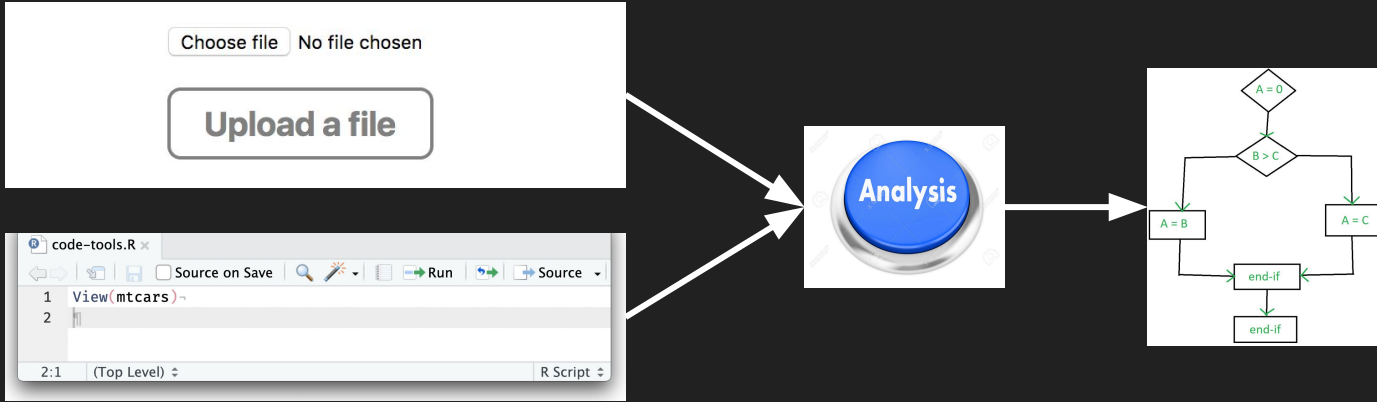 Choose file No file chosen
Upload a file
code-tools.R
Source on Save Run Source
1 View(mtcars)¬
2 ¶
2:1 (Top Level) R Script
Analysis
A = 0
B > C
A = B
A = C
end-if
end-if